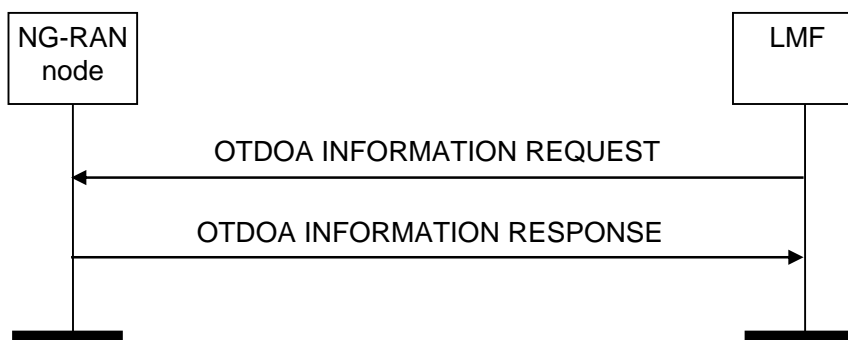 NG-RAN
node
LMF
OTDOA INFORMATION REQUEST
OTDOA INFORMATION RESPONSE